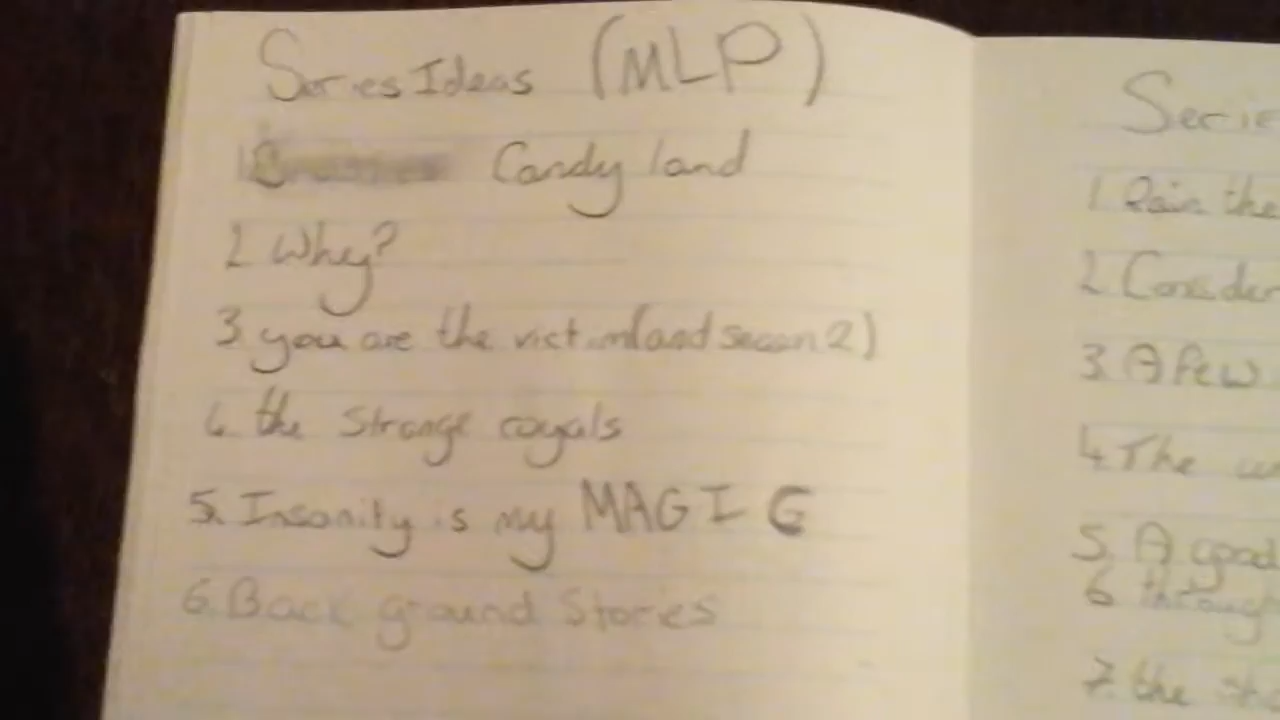 Series Ideas (MLP)
1 Candy land
2 Why?
3 you are the victim (and season 2)
4. the Strange royals
5. Insanity is my MAGIC
6. Back ground Stories
Serie
1. Rain the
2. Consider
3. A few
4. The
5. A good
6 through
7. the